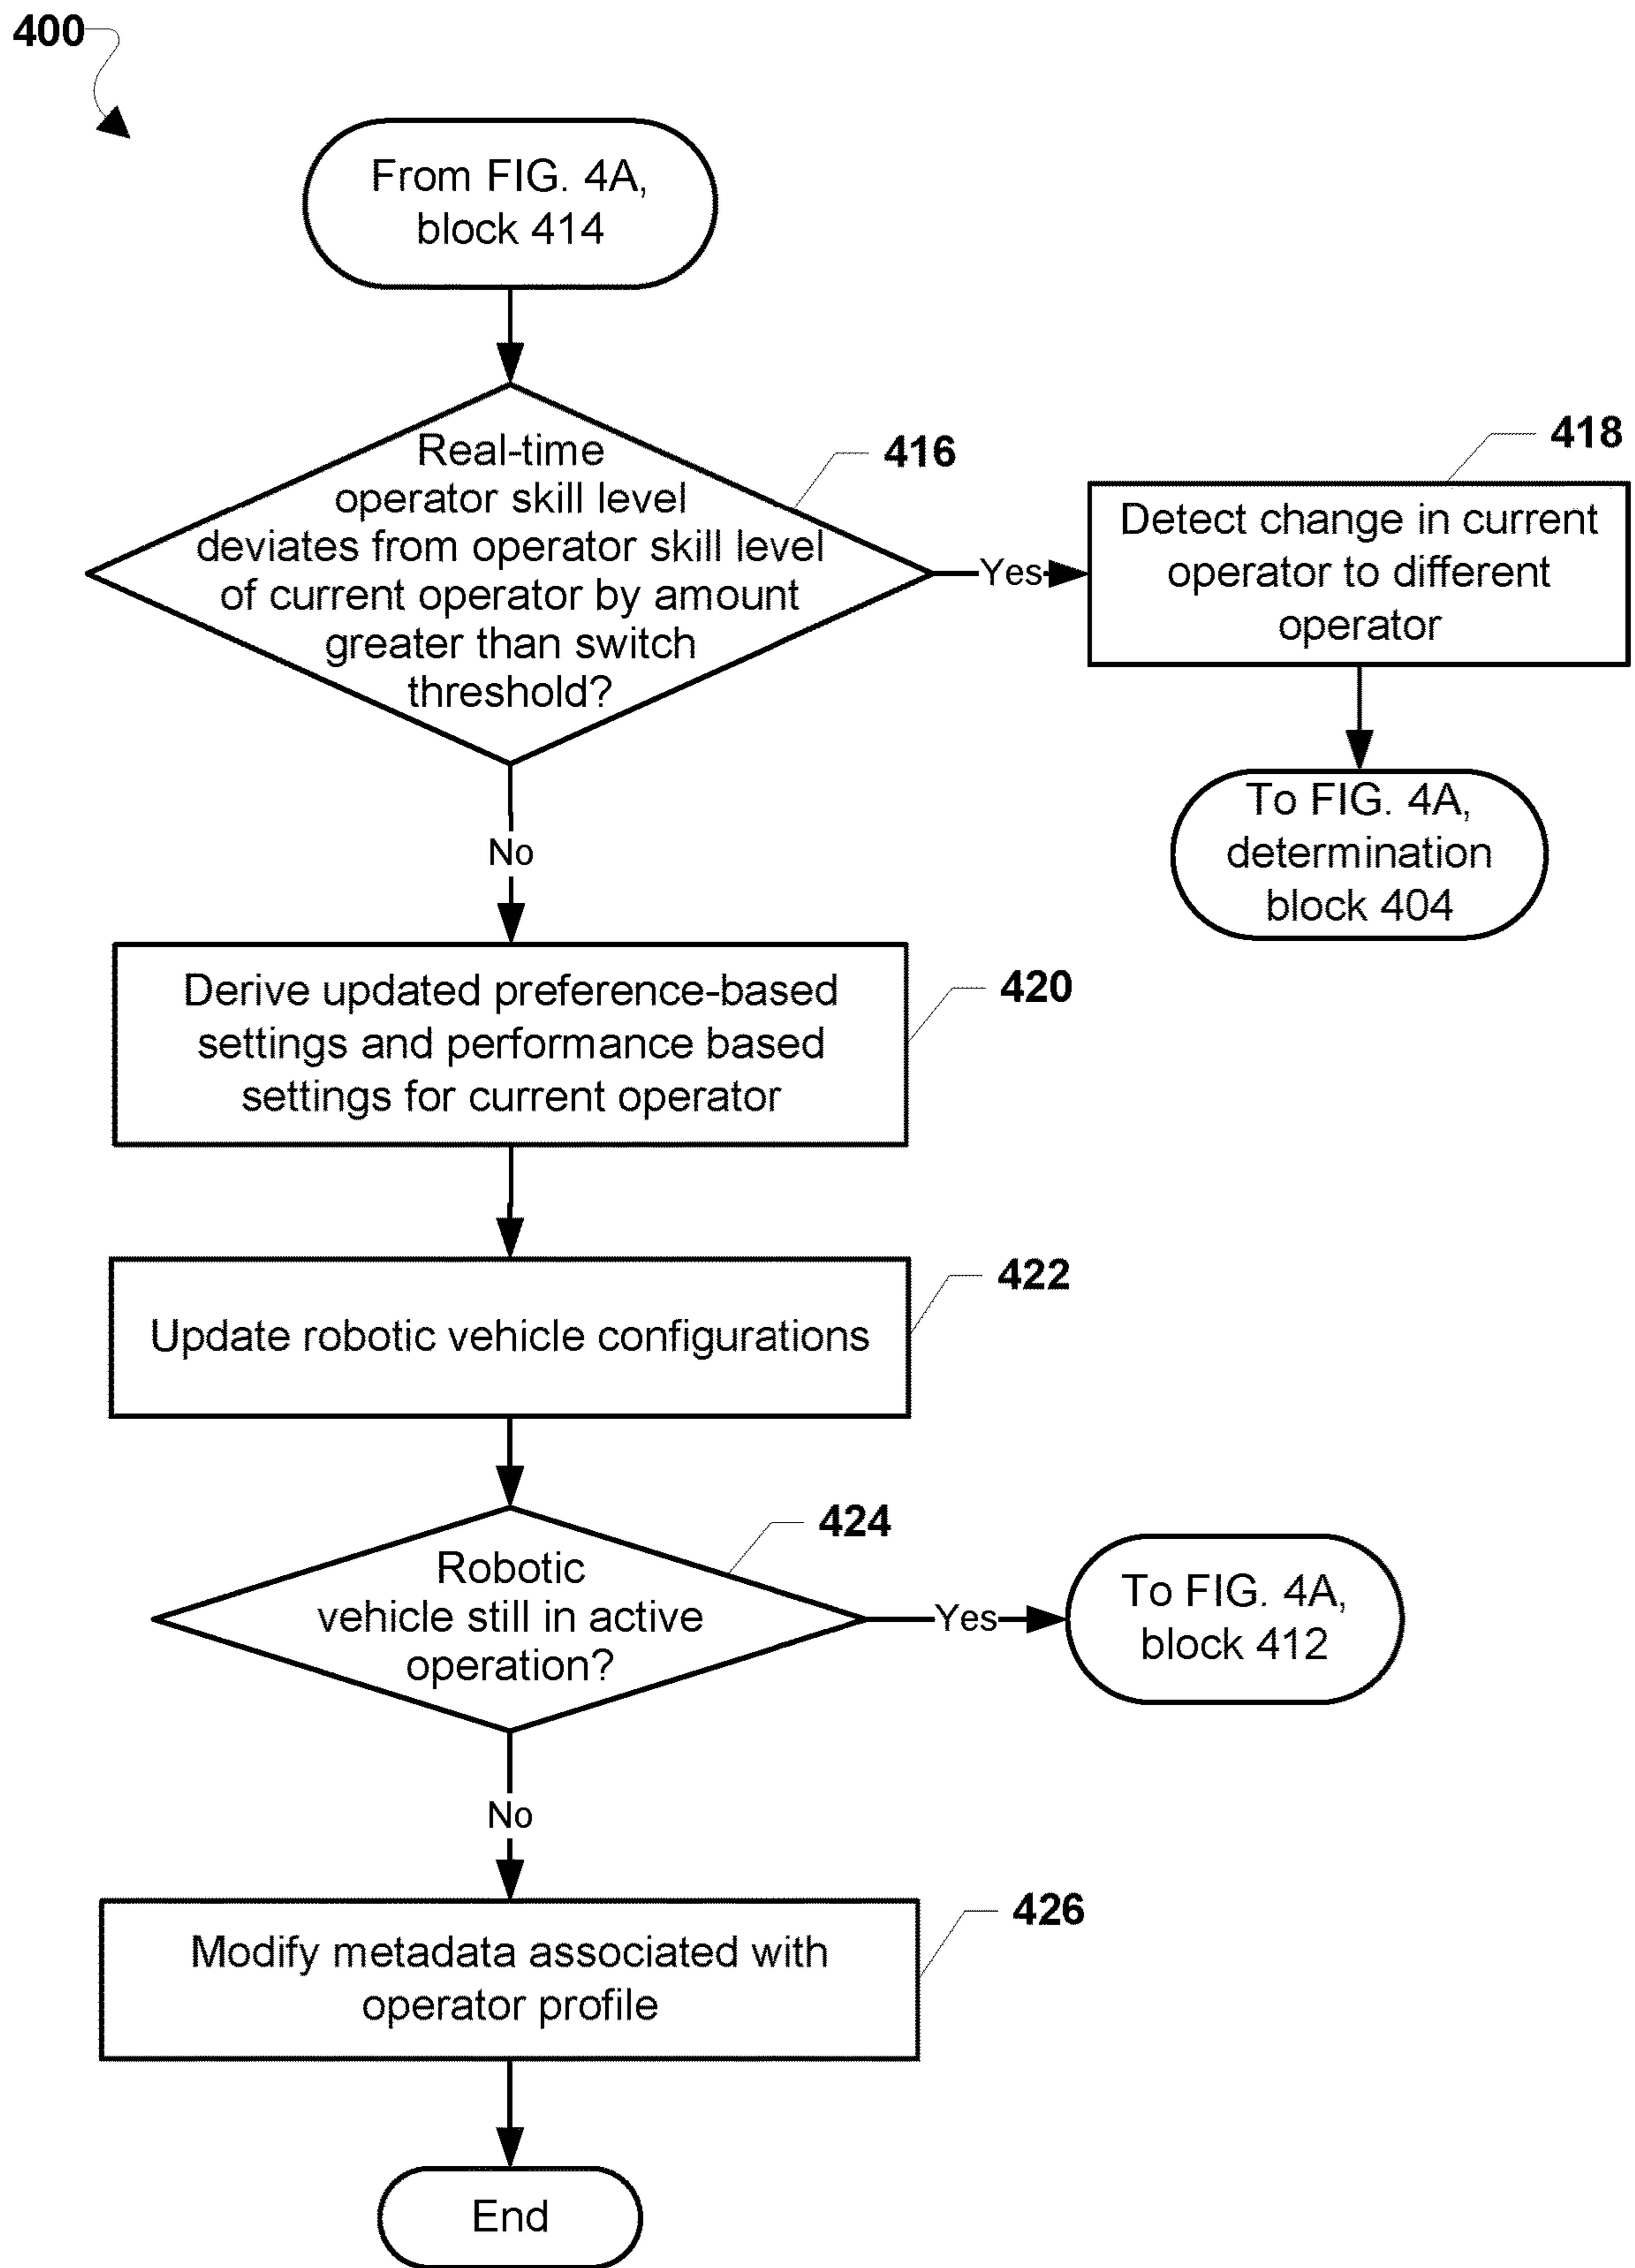 400
From FIG. 4A,
block 414
Real-time
operator skill level
deviates from operator skill level
of current operator by amount
greater than switch
threshold?
416
Yes
418
Detect change in current
operator to different
operator
To FIG. 4A,
determination
block 404
No
Derive updated preference-based
settings and performance based
settings for current operator
420
Update robotic vehicle configurations
422
Robotic
vehicle still in active
operation?
424
Yes
To FIG. 4A,
block 412
No
Modify metadata associated with
operator profile
426
End